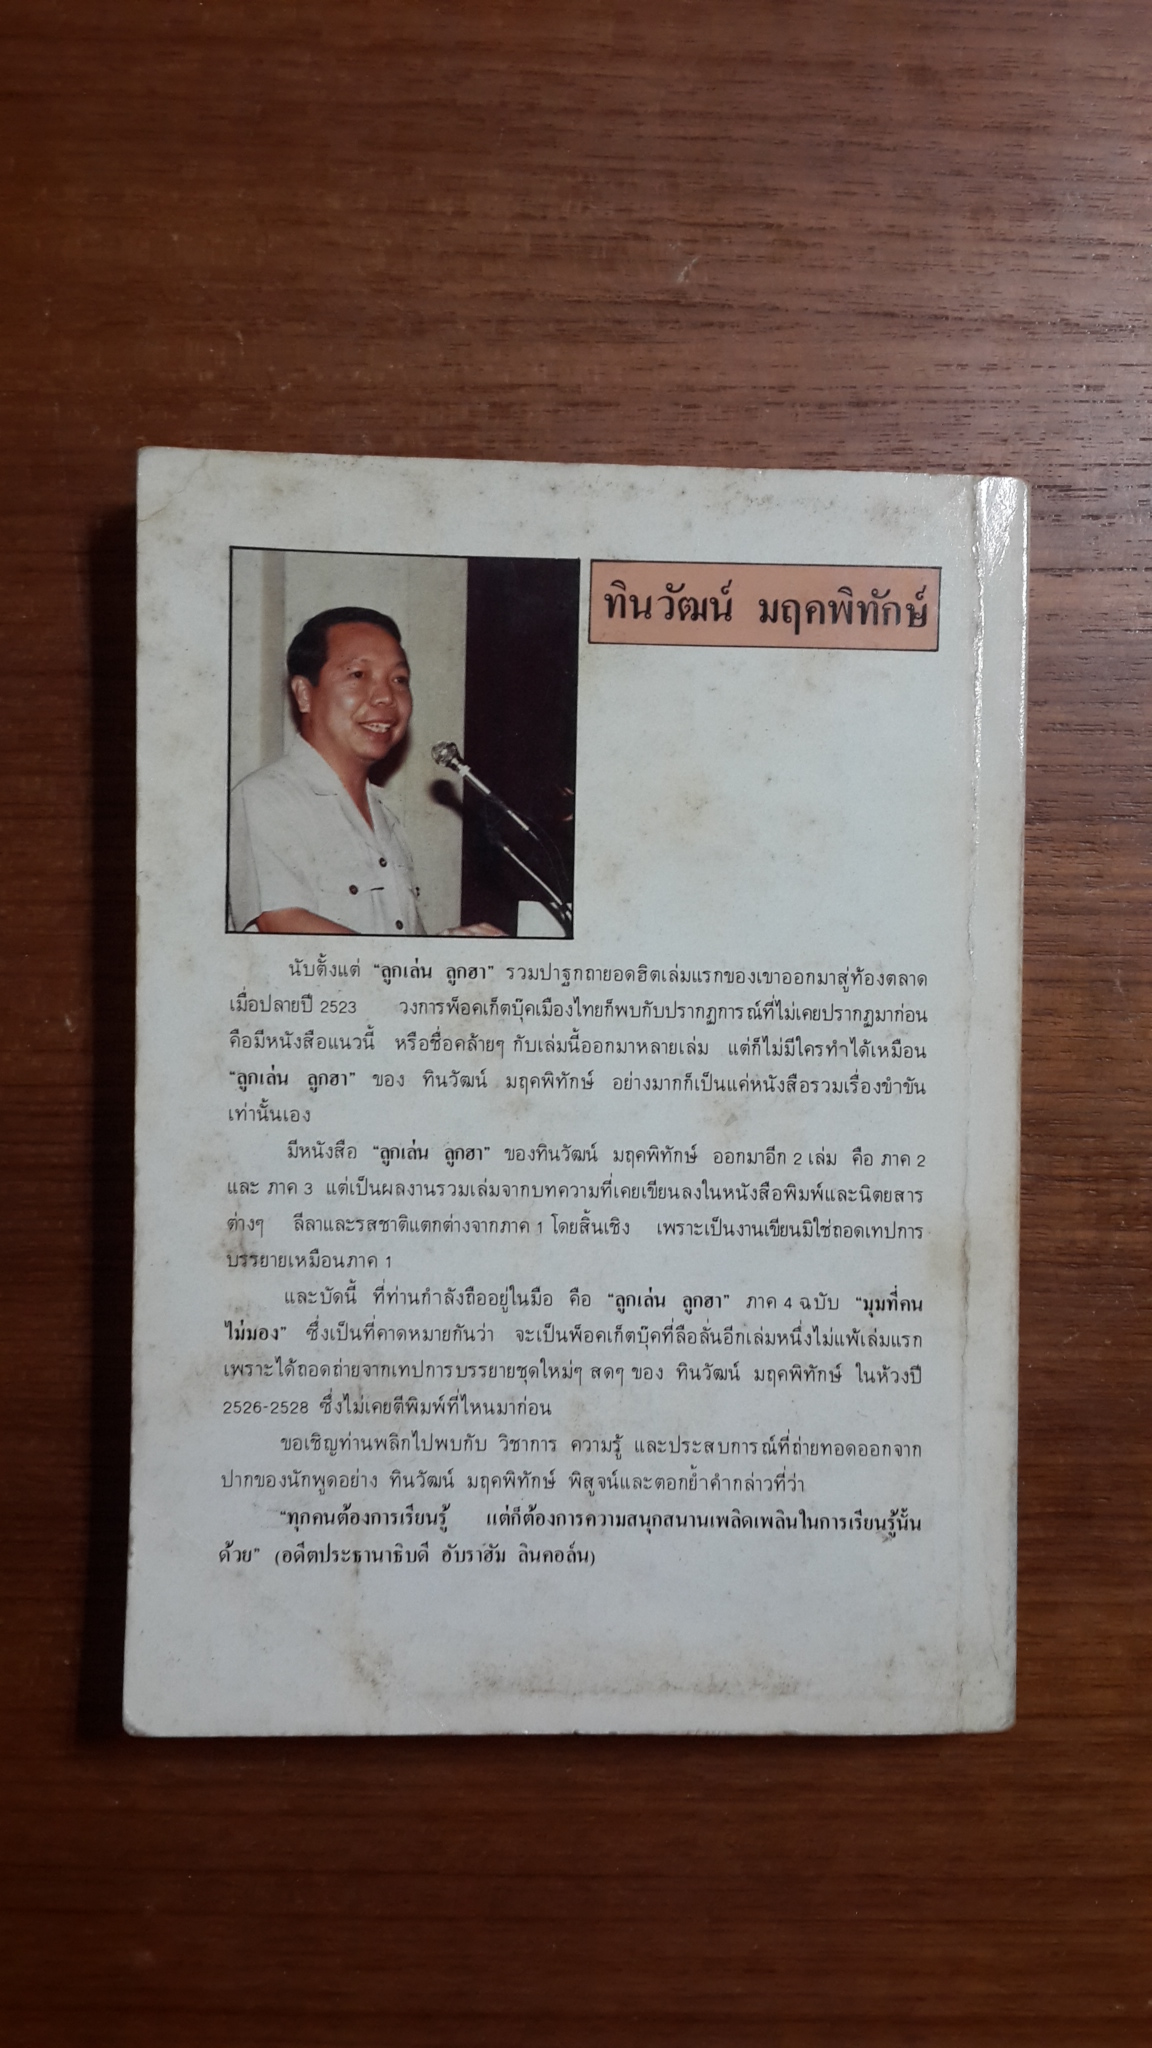 ทินวัฒน์ มฤคพิทักษ์
นับตั้งแต่ "ลูกเล่น ลูกฮา" รวมปาฐกถายอดฮิตเล่มแรกของเขาออกมาสู่ท้องตลาด
เมื่อปลายปี 2523 วงการพ็อคเก็ตบุ๊คเมืองไทยก็พบกับปรากฏการณ์ที่ไม่เคยปรากฏมาก่อน
คือมีหนังสือแนวนี้ หรือชื่อคล้ายๆ กับเล่มนี้ออกมาหลายเล่ม แต่ก็ไม่มีใครทำได้เหมือน
"ลูกเล่น ลูกฮา" ของ ทินวัฒน์ มฤคพิทักษ์ อย่างมากก็เป็นแค่หนังสือรวมเรื่องขำขัน
เท่านั้นเอง
มีหนังสือ "ลูกเล่น ลูกฮา" ของทินวัฒน์ มฤคพิทักษ์ ออกมาอีก 2 เล่ม คือ ภาค 2
และ ภาค 3 แต่เป็นผลงานรวมเล่มจากบทความที่เคยเขียนลงในหนังสือพิมพ์และนิตยสาร
ต่างๆ ลีลาและรสชาติแตกต่างจากภาค 1 โดยสิ้นเชิง เพราะเป็นงานเขียนมิใช่ถอดเทปการ
บรรยายเหมือนภาค 1
และบัดนี้ ที่ท่านกำลังถืออยู่ในมือ คือ "ลูกเล่น ลูกฮา" ภาค 4 ฉบับ "มุมที่คน
ไม่มอง" ซึ่งเป็นที่คาดหมายกันว่า จะเป็นพ็อคเก็ตบุ๊คที่ลือลั่นอีกเล่มหนึ่งไม่แพ้เล่มแรก
เพราะได้ถอดถ่ายจากเทปการบรรยายชุดใหม่ๆ สดๆ ของ ทินวัฒน์ มฤคพิทักษ์ ในห้วงปี
2526-2528 ซึ่งไม่เคยตีพิมพ์ที่ไหนมาก่อน
ขอเชิญท่านพลิกไปพบกับ วิชาการ ความรู้ และประสบการณ์ที่ถ่ายทอดออกจาก
ปากของนักพูดอย่าง ทินวัฒน์ มฤคพิทักษ์ พิสูจน์และตอกย้ำคำกล่าวที่ว่า
"ทุกคนต้องการเรียนรู้ แต่ก็ต้องการความสนุกสนานเพลิดเพลินในการเรียนรู้นั้น
ด้วย" (อดีตประธานาธิบดี อับราฮัม ลินคอล์น)